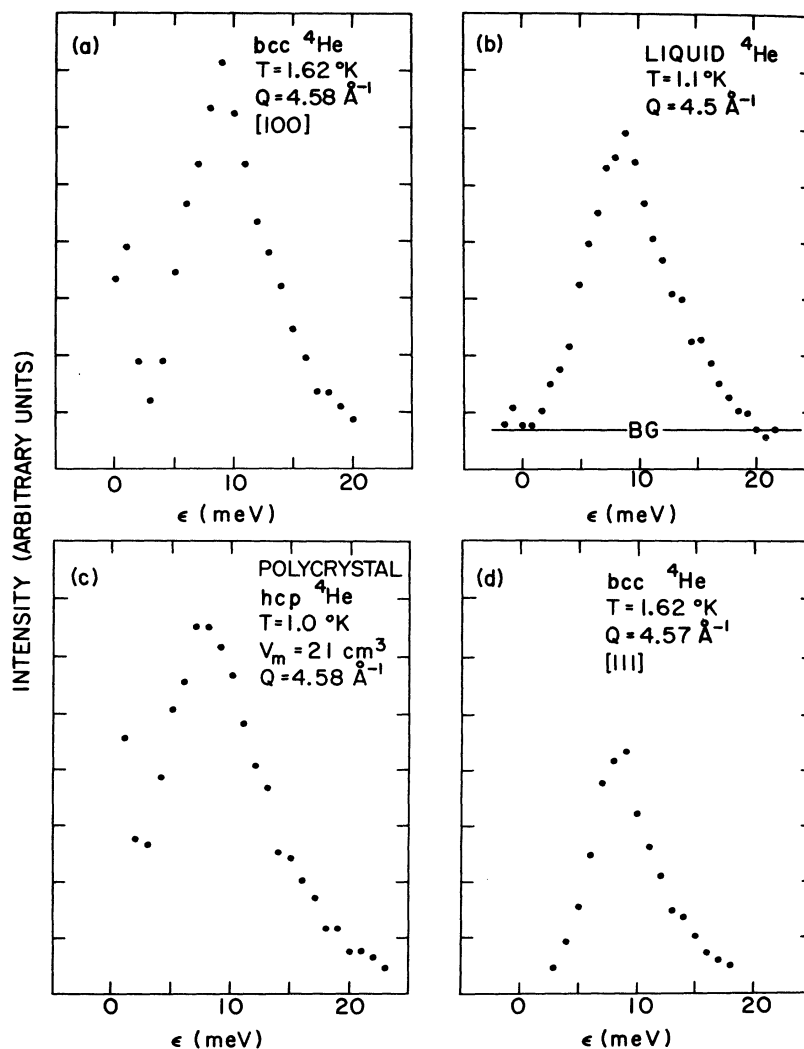 INTENSITY (ARBITRARY UNITS)
(a)
bcc ⁴He
T=1.62 °K
Q=4.58 Å⁻¹
[100]
0 10 20
ϵ (meV)
(b)
LIQUID ⁴He
T=1.1°K
Q=4.5 Å⁻¹
BG
0 10 20
ϵ (meV)
(c)
POLYCRYSTAL
hcp ⁴He
T=1.0 °K
Vₘ = 21 cm³
Q=4.58 Å⁻¹
0 10 20
ϵ (meV)
(d)
bcc ⁴He
T=1.62 °K
Q=4.57 Å⁻¹
[111]
0 10 20
ϵ (meV)